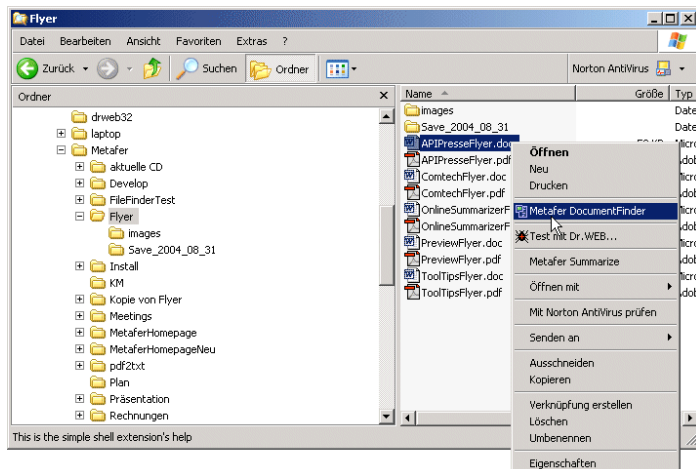 Flyer
Datei Bearbeiten Ansicht Favoriten Extras ?
Zurück Suchen Ordner Norton AntiVirus
Ordner
drweb32
laptop
Metafer
aktuelle CD
Develop
FileFinderTest
Flyer
images
Save_2004_08_31
Install
KM
Kopie von Flyer
Meetings
MetaferHomepage
MetaferHomepageNeu
pdf2txt
Plan
Präsentation
Rechnungen
Name Größe Typ
images Date
Save_2004_08_31 Date
APIPresseFlyer.doc
APIPresseFlyer.pdf
ComtechFlyer.doc
ComtechFlyer.pdf
OnlineSummarizerF
OnlineSummarizerF
PreviewFlyer.doc
PreviewFlyer.pdf
ToolTipsFlyer.doc
ToolTipsFlyer.pdf
Öffnen
Neu
Drucken
Metafer DocumentFinder
Test mit Dr.WEB...
Metafer Summarize
Öffnen mit
Mit Norton AntiVirus prüfen
Senden an
Ausschneiden
Kopieren
Verknüpfung erstellen
Löschen
Umbenennen
Eigenschaften
This is the simple shell extension's help